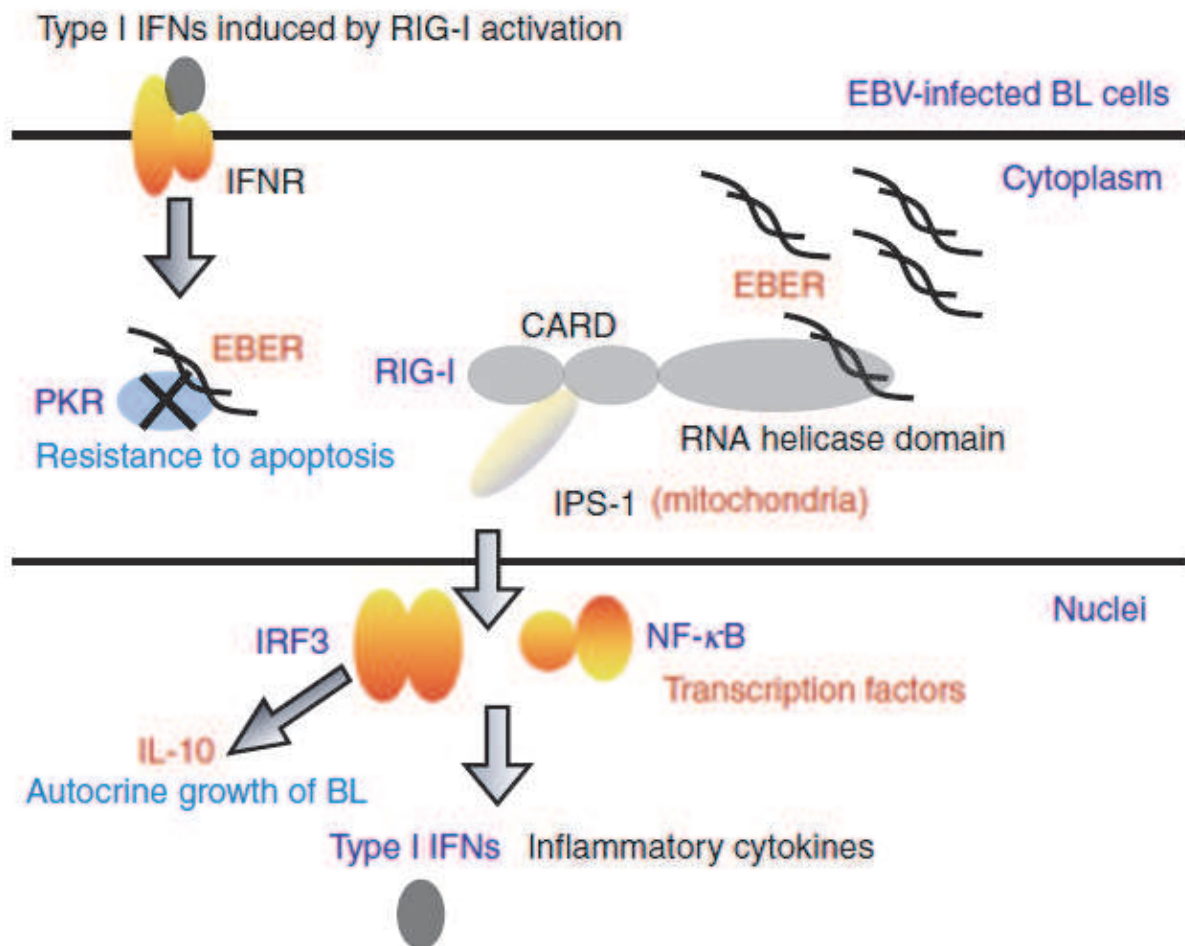 Type I IFNs induced by RIG-I activation
EBV-infected BL cells
IFNR
Cytoplasm
EBER
CARD
EBER
RIG-I
PKR
RNA helicase domain
Resistance to apoptosis
IPS-1 (mitochondria)
Nuclei
IRF3
NF-κB
Transcription factors
IL-10
Autocrine growth of BL
Type I IFNs Inflammatory cytokines